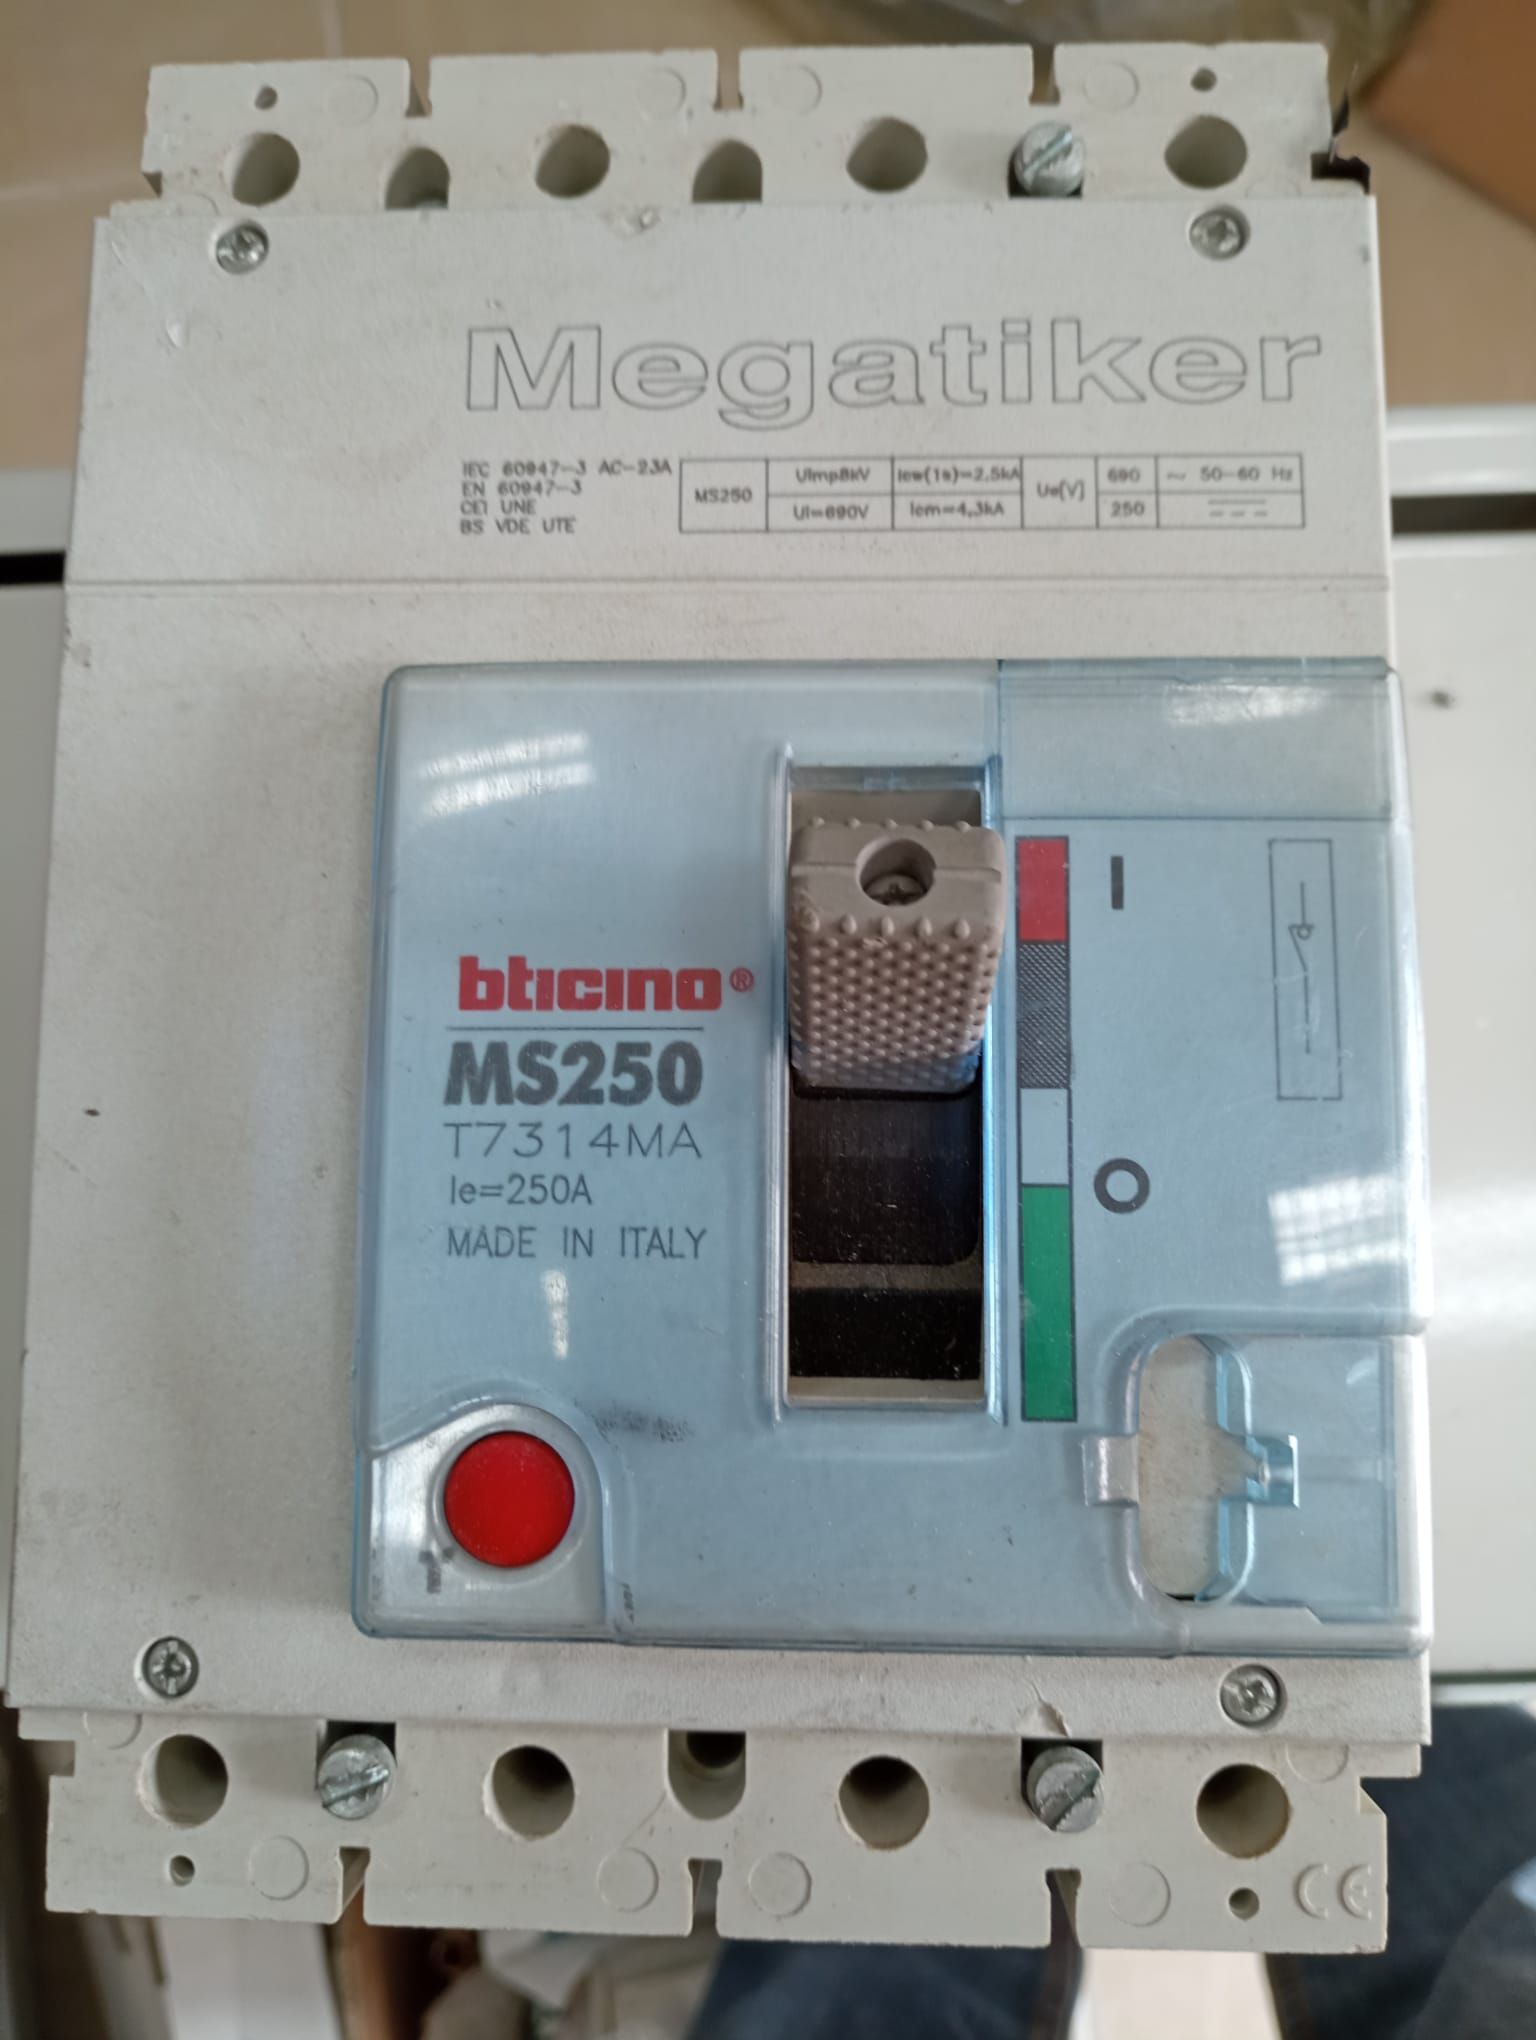 Megatiker
IEC 60947-3 AC-23A
EN 60947-3
CEI UNE
BS VDE UTE
MS250
Uimp8kV
Ui=690V
Icw(1s)=2,5kA
Icm=4,3kA
Ue[V]
690
250
~ 50-60 Hz
bticino®
MS250
T7314MA
Ie=250A
MADE IN ITALY
I
O
CE